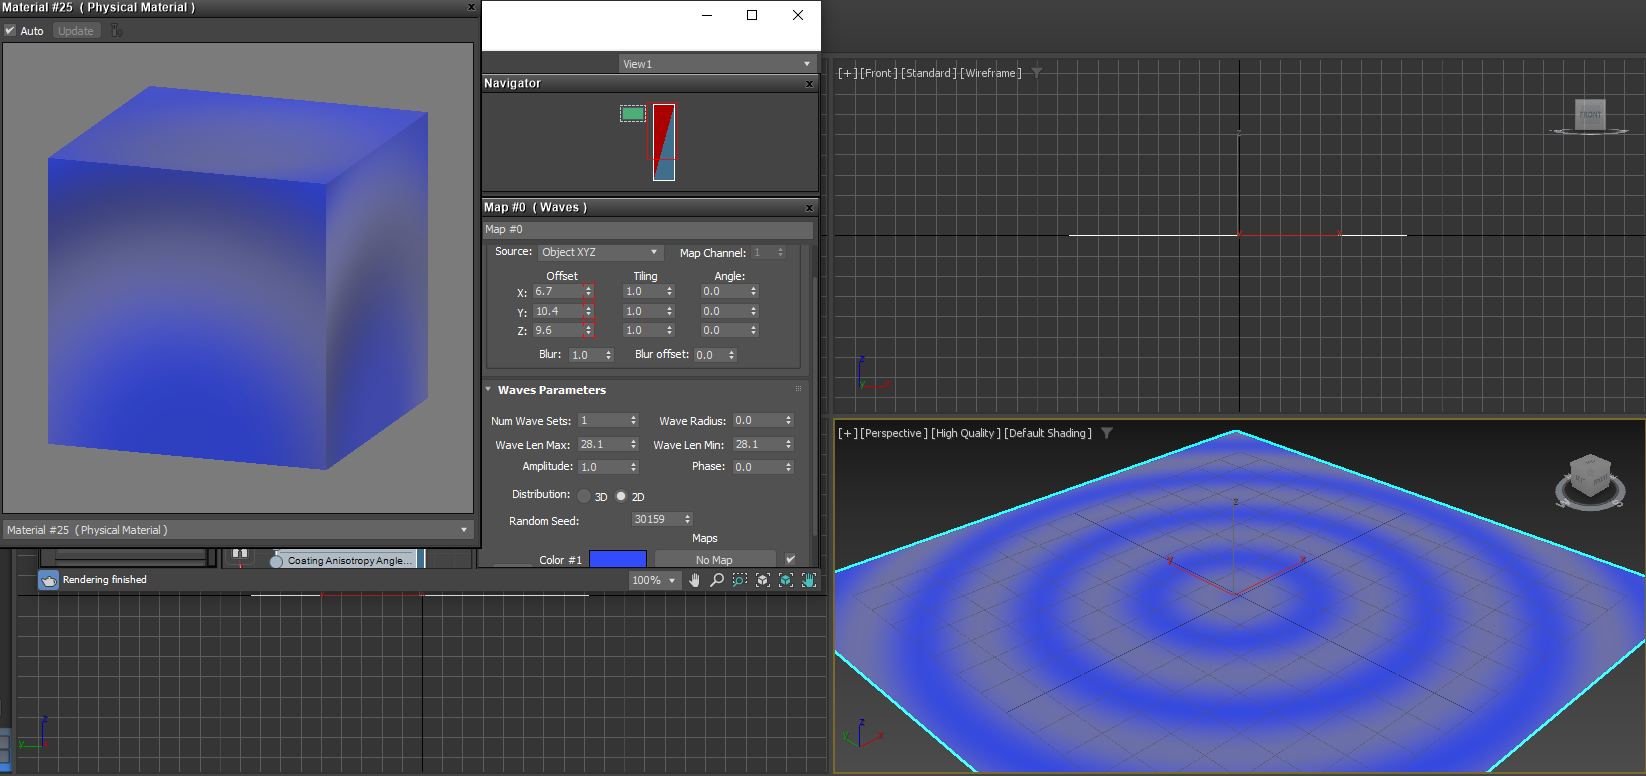 Material #25 ( Physical Material )
x
Auto
Update
View1
Navigator
x
Map #0 ( Waves )
x
Map #0
Source:
Object XYZ
Map Channel:
1
Offset
Tiling
Angle:
X:
6.7
1.0
0.0
Y:
10.4
1.0
0.0
Z:
9.6
1.0
0.0
Blur:
1.0
Blur offset:
0.0
Waves Parameters
Num Wave Sets:
1
Wave Radius:
0.0
Wave Len Max:
28.1
Wave Len Min:
28.1
Amplitude:
1.0
Phase:
0.0
Distribution:
3D
2D
Random Seed:
30159
Maps
Color #1
No Map
Material #25 ( Physical Material )
Coating Anisotropy Angle...
Rendering finished
100%
z
y
[+] [Front] [Standard] [Wireframe]
FRONT
z
x
x
z
y
x
[+] [Perspective] [High Quality] [Default Shading]
z
y
x
z
y
x